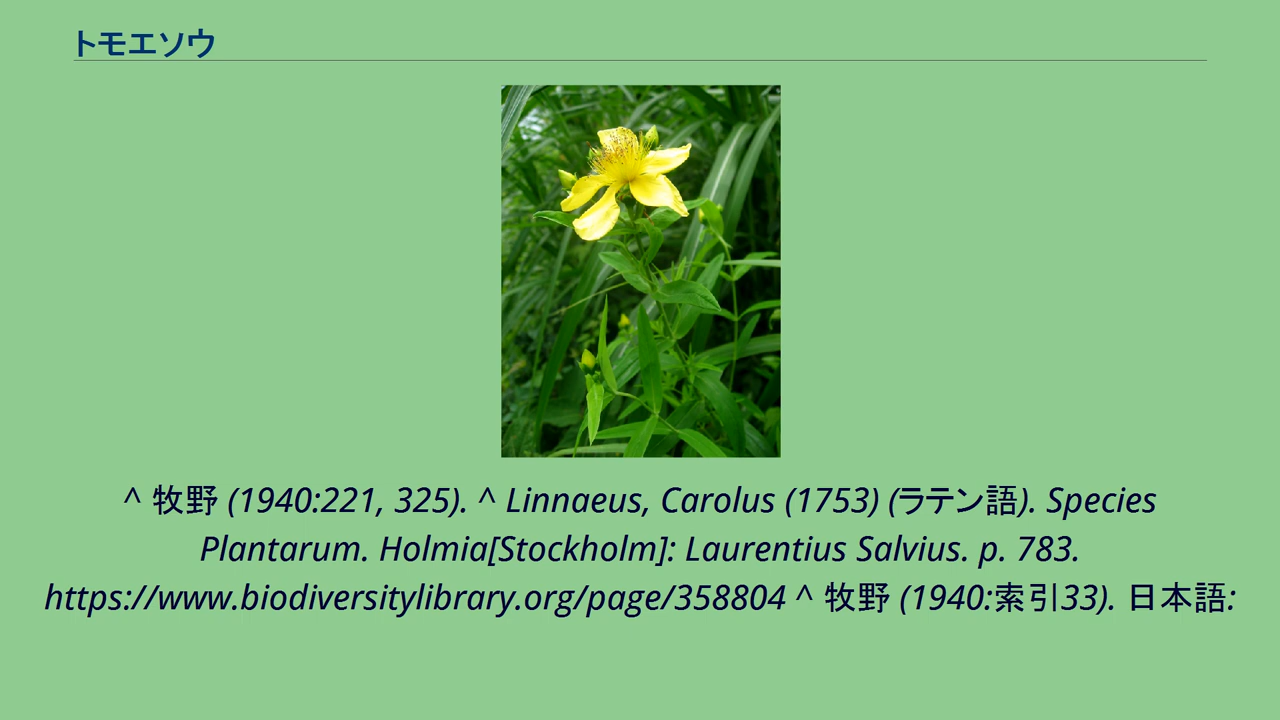 トモエソウ
^ 牧野 (1940:221, 325). ^ Linnaeus, Carolus (1753) (ラテン語). Species
Plantarum. Holmia[Stockholm]: Laurentius Salvius. p. 783.
https://www.biodiversitylibrary.org/page/358804 ^ 牧野 (1940:索引33). 日本語: